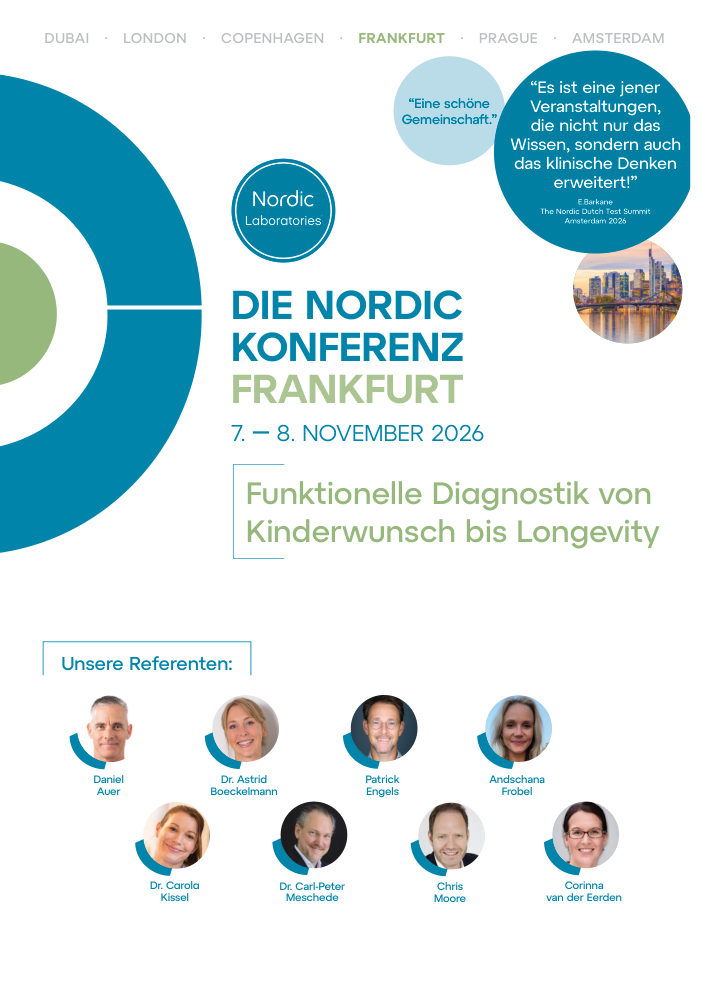 DUBAI · LONDON · COPENHAGEN · FRANKFURT · PRAGUE · AMSTERDAM
“Eine schöne
Gemeinschaft.”
“Es ist eine jener
Veranstaltungen,
die nicht nur das
Wissen, sondern auch
das klinische Denken
erweitert!”
E.Barkane
The Nordic Dutch Test Summit
Amsterdam 2026
Nordic
Laboratories
DIE NORDIC
KONFERENZ
FRANKFURT
7. — 8. NOVEMBER 2026
Funktionelle Diagnostik von
Kinderwunsch bis Longevity
Unsere Referenten:
Daniel
Auer
Dr. Astrid
Boeckelmann
Patrick
Engels
Andschana
Frobel
Dr. Carola
Kissel
Dr. Carl-Peter
Meschede
Chris
Moore
Corinna
van der Eerden